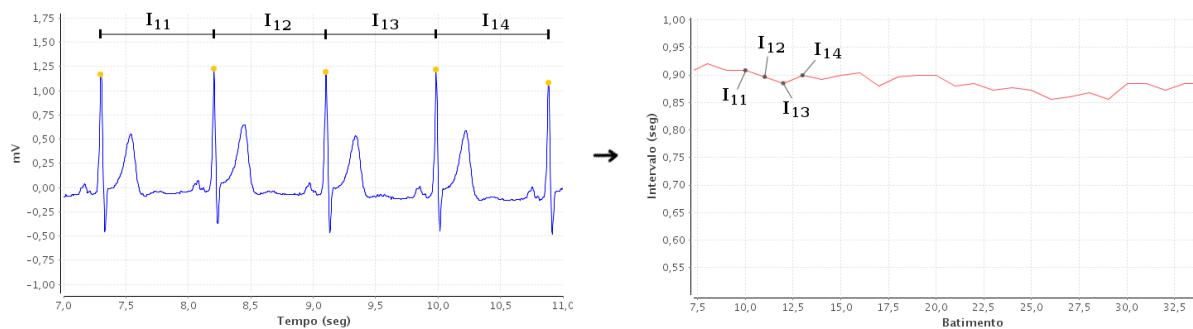 1,75
1,50
1,25
1,00
0,75
0,50
0,25
0,00
-0,25
-0,50
-0,75
-1,00
mV
I11 I12 I13 I14
7,0 7,5 8,0 8,5 9,0 9,5 10,0 10,5 11,0
Tempo (seg)
1,00
0,95
0,90
0,85
0,80
0,75
0,70
0,65
0,60
0,55
Intervalo (seg)
I12 I14
I11 I13
7,5 10,0 12,5 15,0 17,5 20,0 22,5 25,0 27,5 30,0 32,5
Batimento